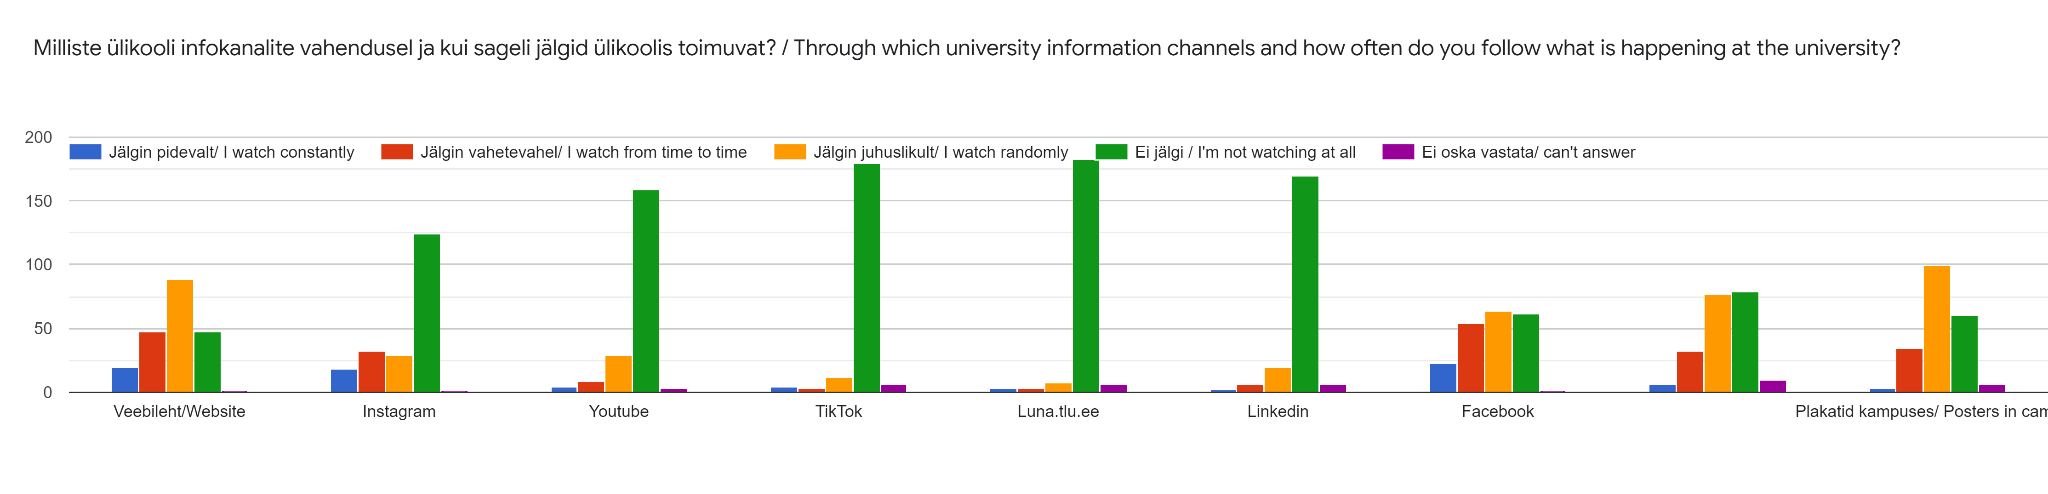 Milliste ülikooli infokanalite vahendusel ja kui sageli jälgid ülikoolis toimuvat? / Through which university information channels and how often do you follow what is happening at the university?
200
Jälgin pidevalt/ I watch constantly
Jälgin vahetevahel/ I watch from time to time
Jälgin juhuslikult/ I watch randomly
Ei jälgi / I'm not watching at all
Ei oska vastata/ can't answer
150
100
50
0
Veebileht/Website
Instagram
Youtube
TikTok
Luna.tlu.ee
Linkedin
Facebook
Plakatid kampuses/ Posters in